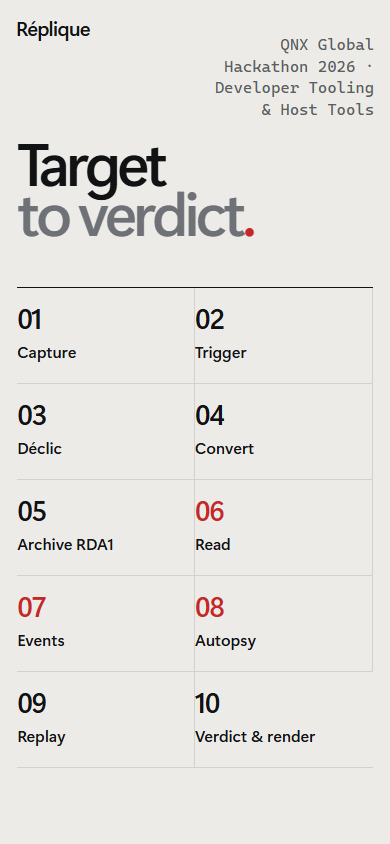 Réplique
QNX Global
Hackathon 2026 ·
Developer Tooling
& Host Tools
Target
to verdict.
01
Capture
02
Trigger
03
Déclic
04
Convert
05
Archive RDA1
06
Read
07
Events
08
Autopsy
09
Replay
10
Verdict & render